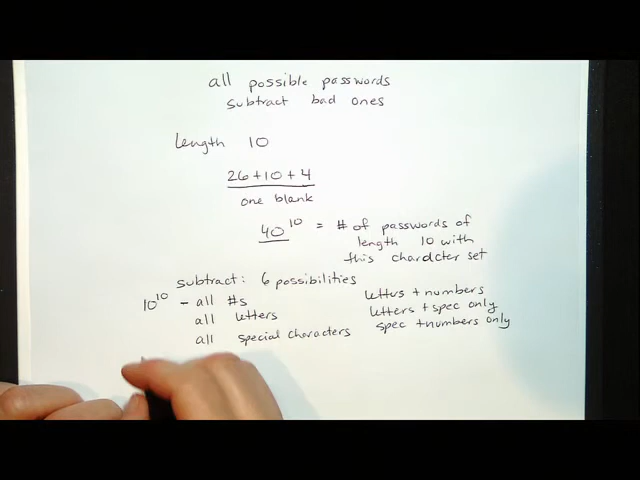 all possible passwords
subtract bad ones
length 10
26+10+4
one blank
40^10 = # of passwords of
length 10 with
this character set
subtract: 6 possibilities
10^10 - all #s
all letters
all special characters
letters + numbers
letters + spec only
spec + numbers only